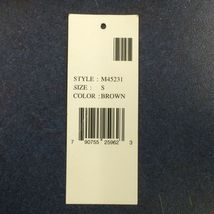 STYLE : M45231
SIZE : S
COLOR : BROWN
7 90755 25962 3